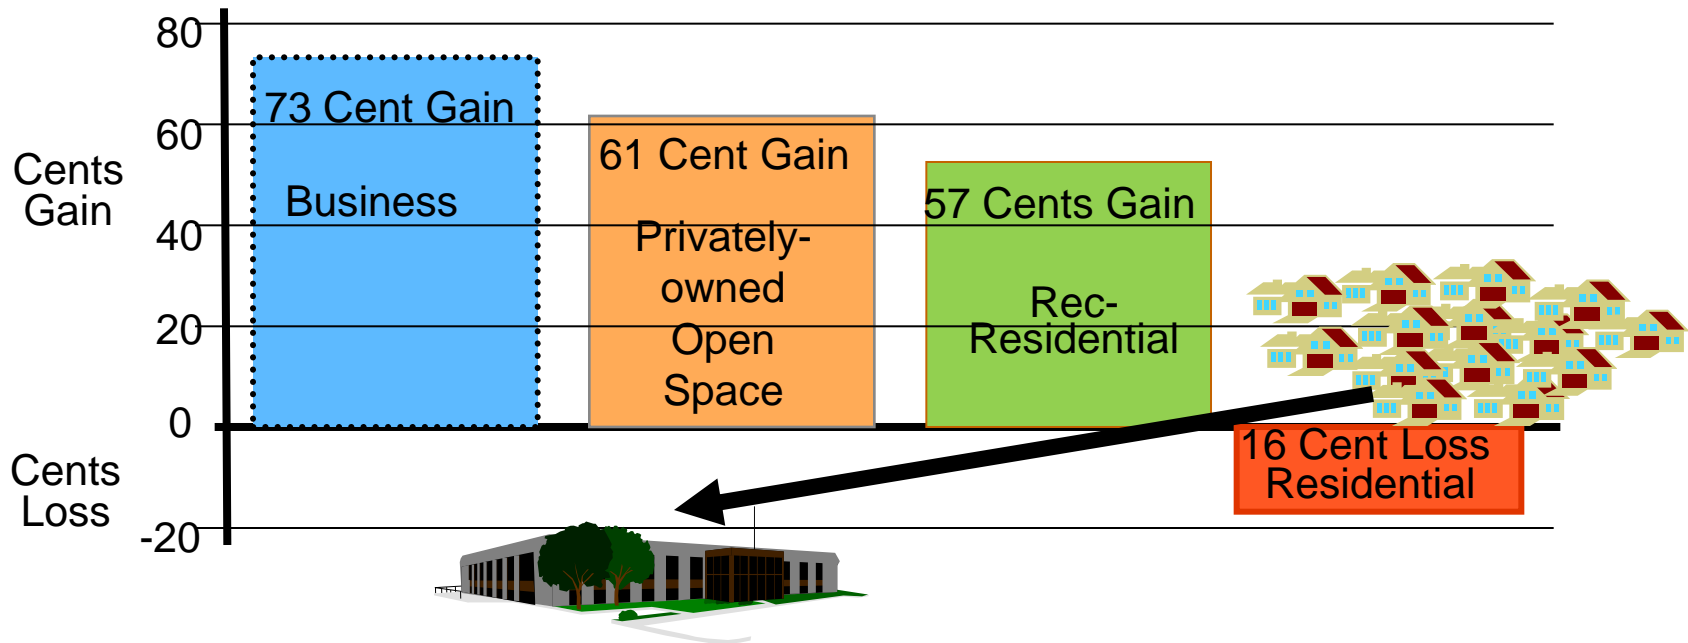 80
60
40
20
0
-20
Cents
Gain
Cents
Loss
73 Cent Gain
Business
61 Cent Gain
Privately-
owned
Open
Space
57 Cents Gain
Rec-
Residential
16 Cent Loss
Residential